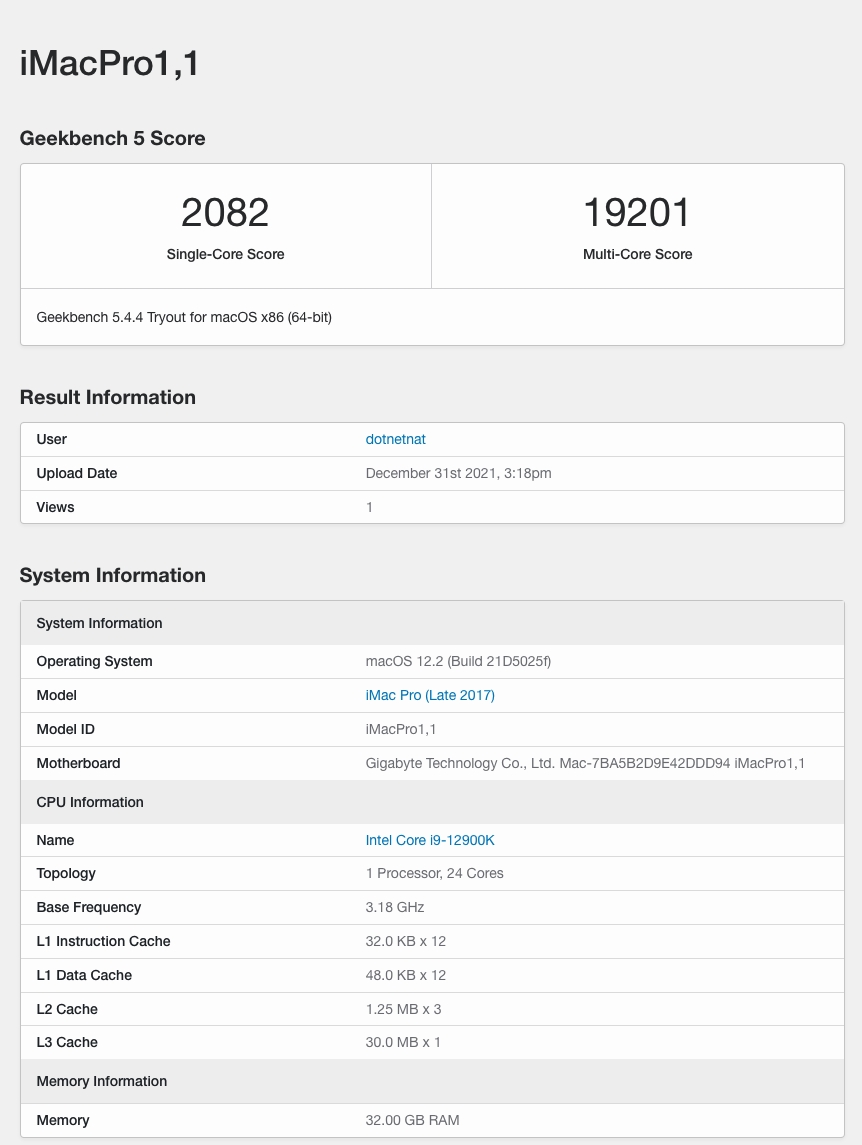 iMacPro1,1
Geekbench 5 Score
2082
19201
Single-Core Score
Multi-Core Score
Geekbench 5.4.4 Tryout for macOS x86 (64-bit)
Result Information
User dotnetnat
Upload Date December 31st 2021, 3:18pm
Views 1
System Information
System Information
Operating System macOS 12.2 (Build 21D5025f)
Model iMac Pro (Late 2017)
Model ID iMacPro1,1
Motherboard Gigabyte Technology Co., Ltd. Mac-7BA5B2D9E42DDD94 iMacPro1,1
CPU Information
Name Intel Core i9-12900K
Topology 1 Processor, 24 Cores
Base Frequency 3.18 GHz
L1 Instruction Cache 32.0 KB x 12
L1 Data Cache 48.0 KB x 12
L2 Cache 1.25 MB x 3
L3 Cache 30.0 MB x 1
Memory Information
Memory 32.00 GB RAM